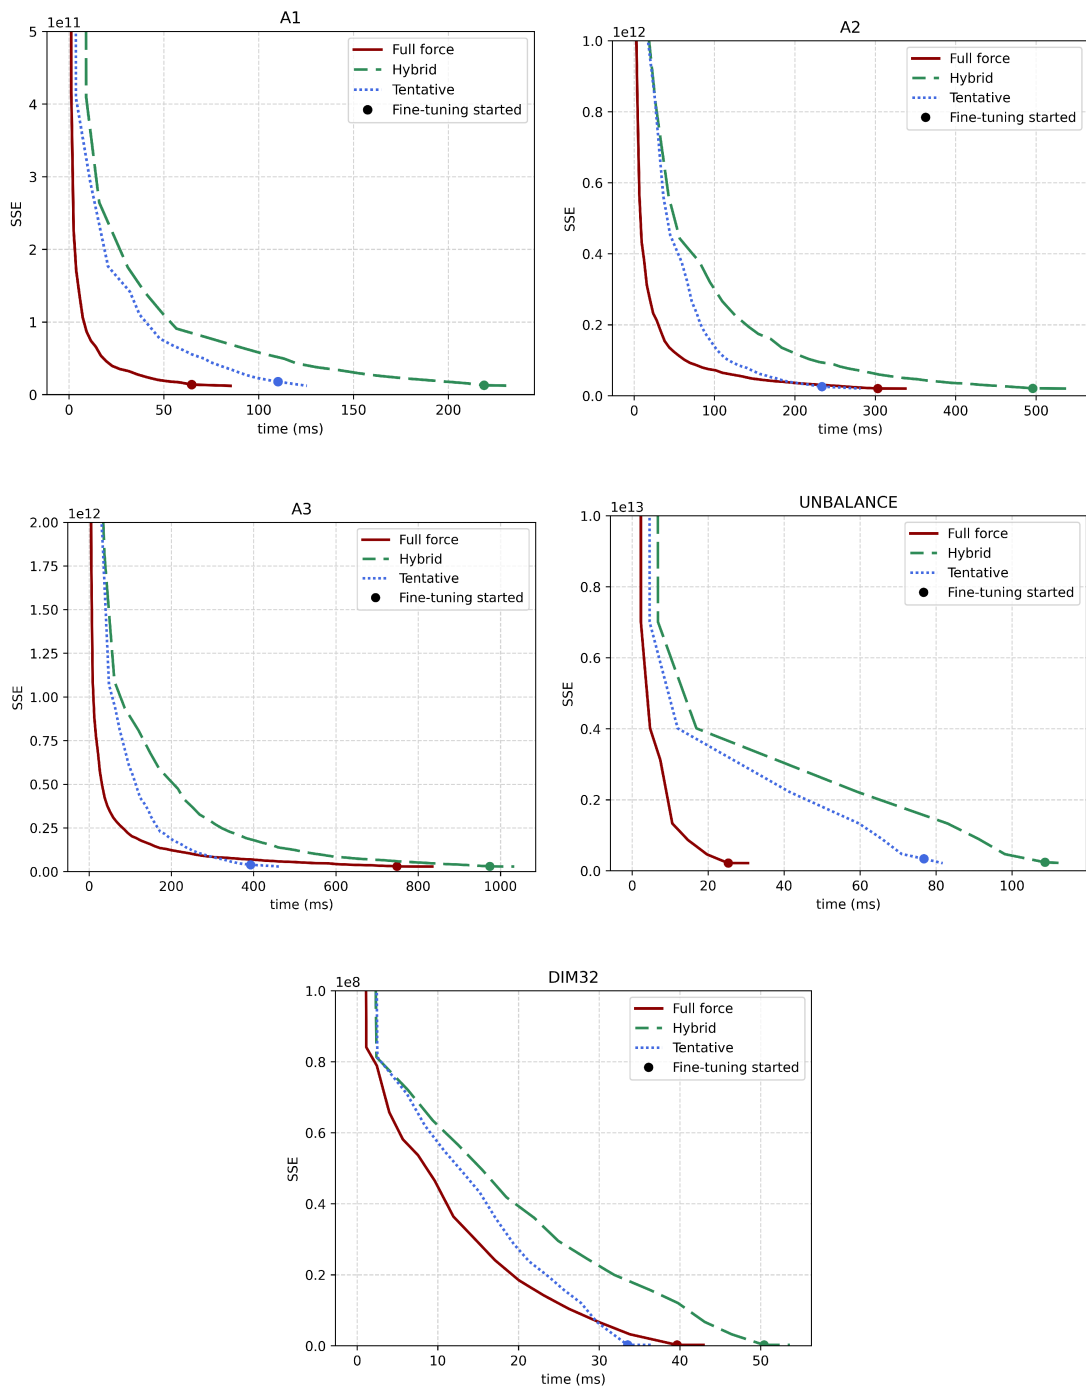 A1
1e11
5
4
3
2
1
0
SSE
0 50 100 150 200
time (ms)
Full force
Hybrid
Tentative
Fine-tuning started
A2
1e12
1.0
0.8
0.6
0.4
0.2
0.0
SSE
0 100 200 300 400 500
time (ms)
Full force
Hybrid
Tentative
Fine-tuning started
A3
1e12
2.00
1.75
1.50
1.25
1.00
0.75
0.50
0.25
0.00
SSE
0 200 400 600 800 1000
time (ms)
Full force
Hybrid
Tentative
Fine-tuning started
UNBALANCE
1e13
1.0
0.8
0.6
0.4
0.2
0.0
SSE
0 20 40 60 80 100
time (ms)
Full force
Hybrid
Tentative
Fine-tuning started
DIM32
1e8
1.0
0.8
0.6
0.4
0.2
0.0
SSE
0 10 20 30 40 50
time (ms)
Full force
Hybrid
Tentative
Fine-tuning started